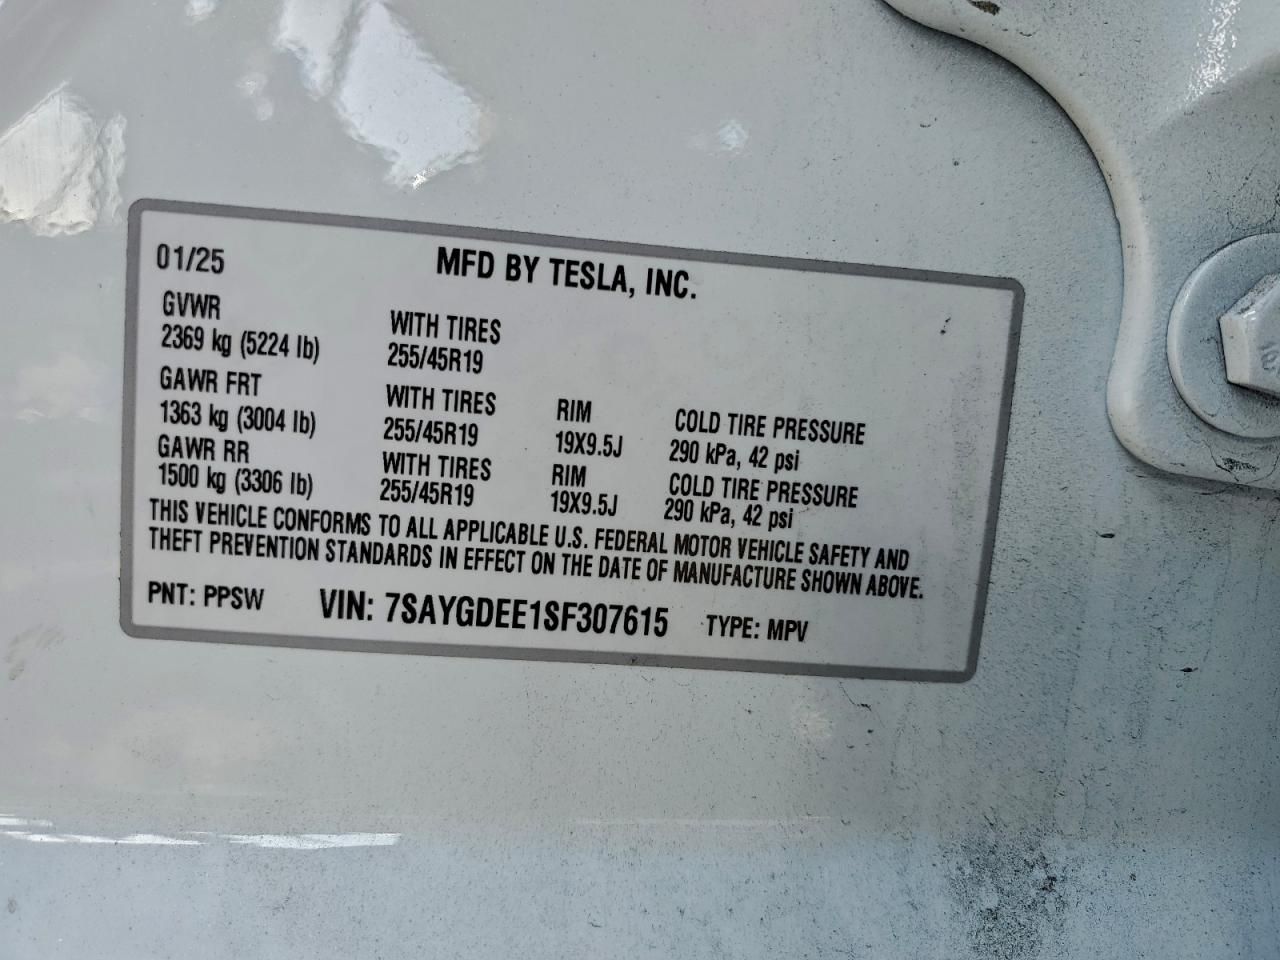 01/25 MFD BY TESLA, INC.
GVWR
2369 kg (5224 lb) WITH TIRES
255/45R19
GAWR FRT
1363 kg (3004 lb) WITH TIRES
255/45R19 RIM
19X9.5J COLD TIRE PRESSURE
290 kPa, 42 psi
GAWR RR
1500 kg (3306 lb) WITH TIRES
255/45R19 RIM
19X9.5J COLD TIRE PRESSURE
290 kPa, 42 psi
THIS VEHICLE CONFORMS TO ALL APPLICABLE U.S. FEDERAL MOTOR VEHICLE SAFETY AND
THEFT PREVENTION STANDARDS IN EFFECT ON THE DATE OF MANUFACTURE SHOWN ABOVE.
PNT: PPSW VIN: 7SAYGDEE1SF307615 TYPE: MPV